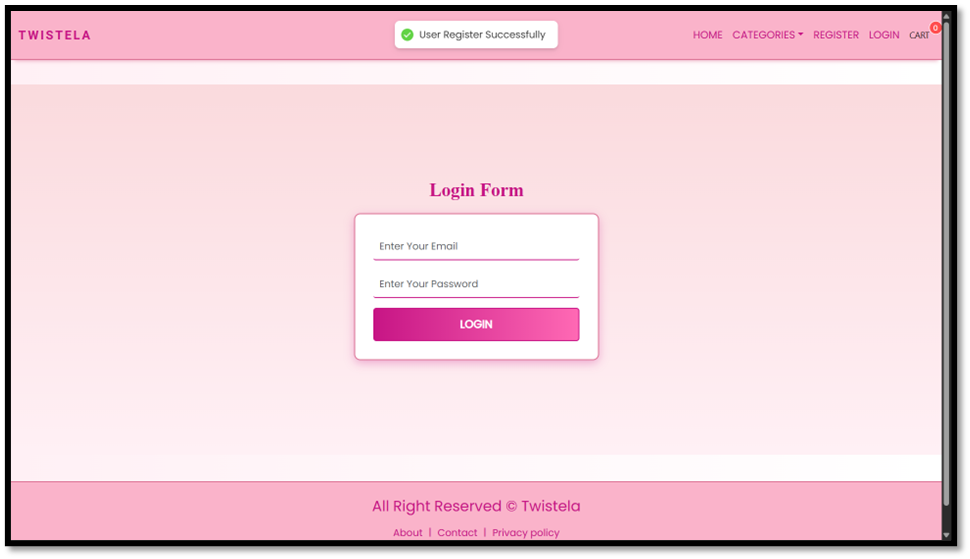 TWISTELA
User Register Successfully
HOME CATEGORIES REGISTER LOGIN CART 0
Login Form
Enter Your Email
Enter Your Password
LOGIN
All Right Reserved © Twistela
About | Contact | Privacy policy